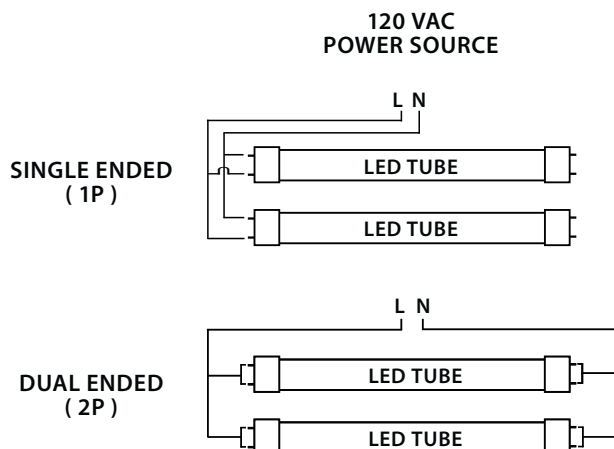 120 VAC
POWER SOURCE
L N
SINGLE ENDED
( 1P )
LED TUBE
LED TUBE
L N
DUAL ENDED
( 2P )
LED TUBE
LED TUBE